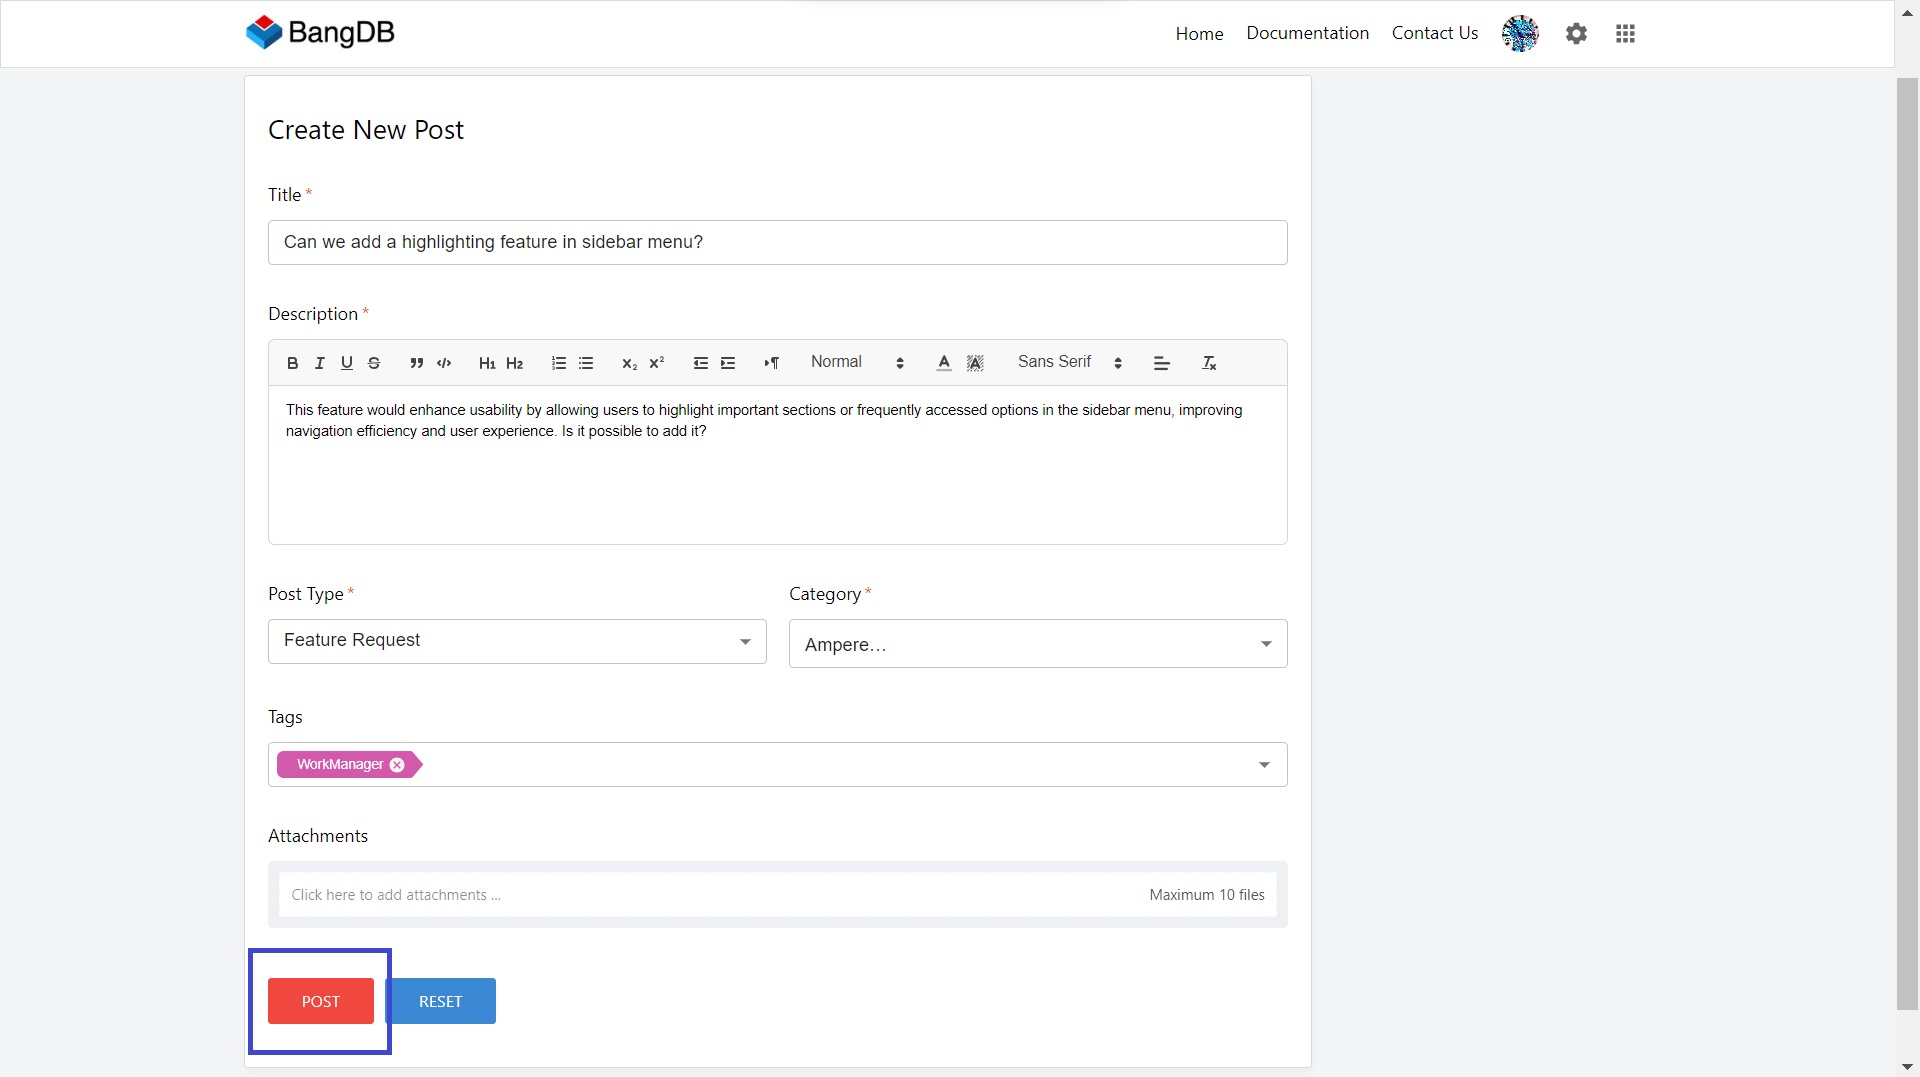 BangDB
Home Documentation Contact Us
Create New Post
Title *
Can we add a highlighting feature in sidebar menu?
Description *
B I U S H1 H2 x2 x2 Normal A A Sans Serif Tx
This feature would enhance usability by allowing users to highlight important sections or frequently accessed options in the sidebar menu, improving
navigation efficiency and user experience. Is it possible to add it?
Post Type * Category *
Feature Request Ampere...
Tags
WorkManager
Attachments
Click here to add attachments ... Maximum 10 files
POST RESET